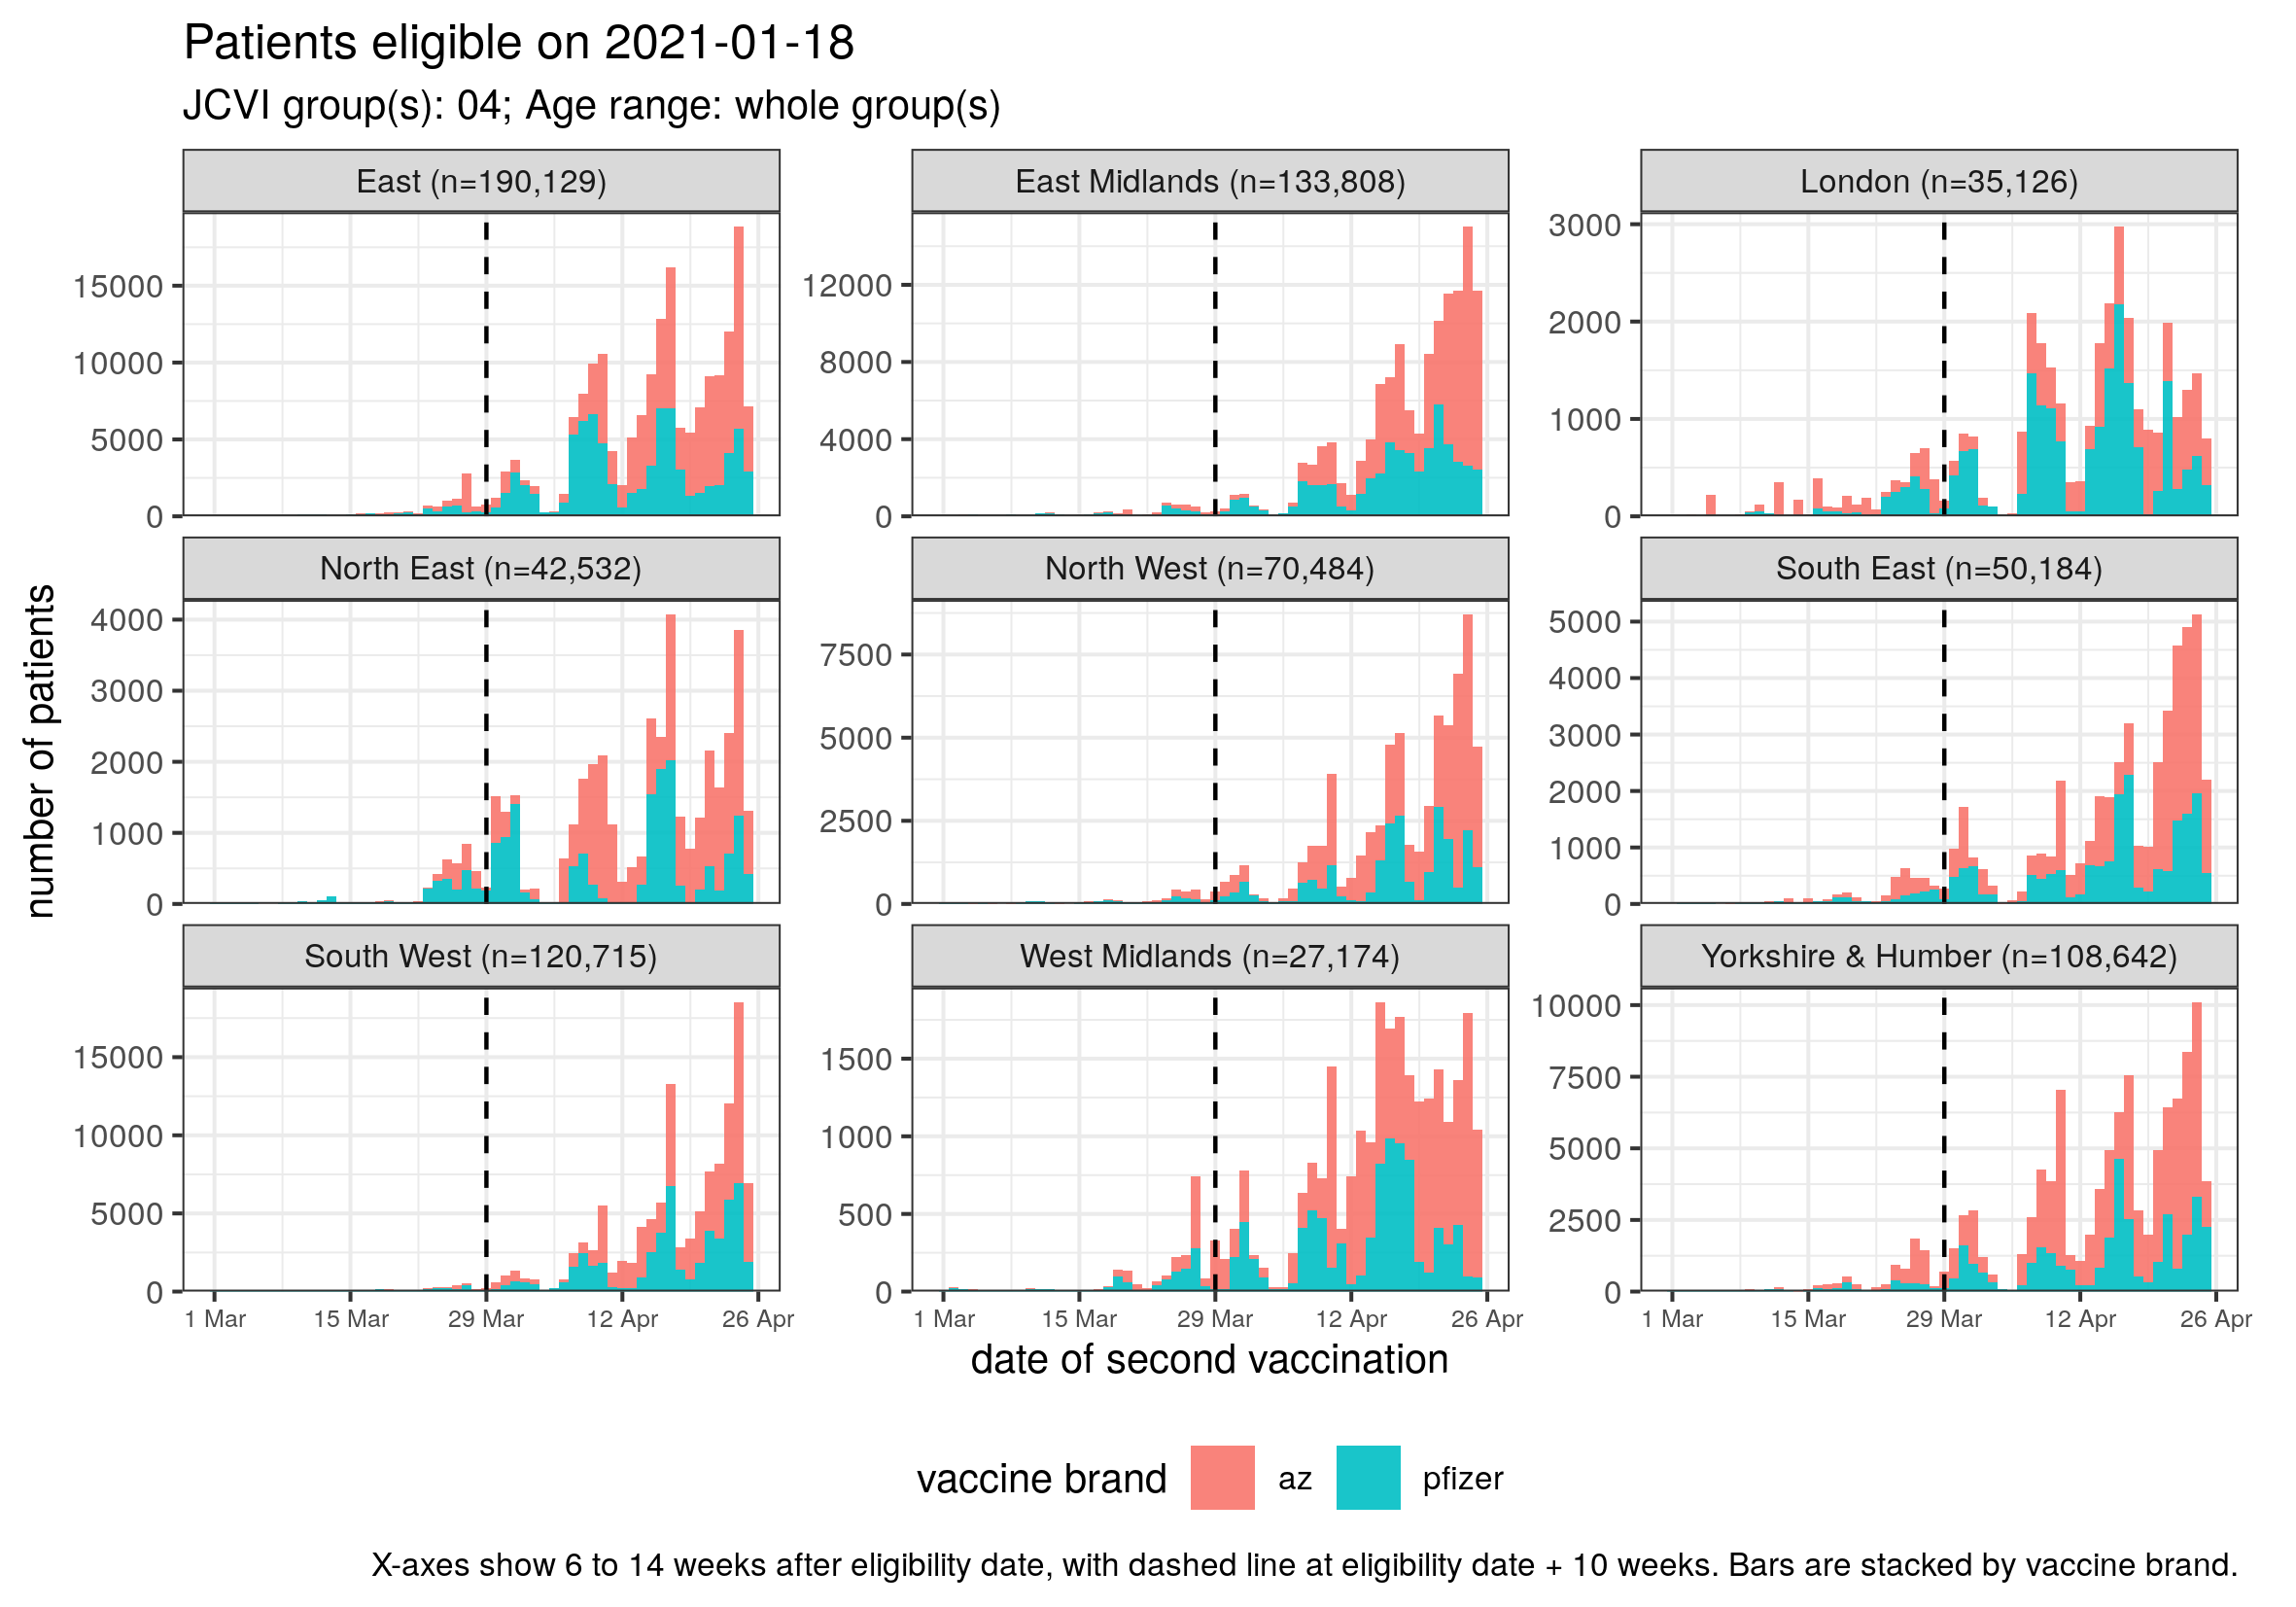 Patients eligible on 2021-01-18
JCVI group(s): 04; Age range: whole group(s)
East (n=190,129)
East Midlands (n=133,808)
London (n=35,126)
15000
10000
5000
0
12000
8000
4000
0
3000
2000
1000
0
North East (n=42,532)
North West (n=70,484)
South East (n=50,184)
4000
3000
2000
1000
0
7500
5000
2500
0
5000
4000
3000
2000
1000
0
number of patients
South West (n=120,715)
West Midlands (n=27,174)
Yorkshire & Humber (n=108,642)
15000
10000
5000
0
1500
1000
500
0
10000
7500
5000
2500
0
1 Mar 15 Mar 29 Mar 12 Apr 26 Apr
1 Mar 15 Mar 29 Mar 12 Apr 26 Apr
1 Mar 15 Mar 29 Mar 12 Apr 26 Apr
date of second vaccination
vaccine brand az pfizer
X-axes show 6 to 14 weeks after eligibility date, with dashed line at eligibility date + 10 weeks. Bars are stacked by vaccine brand.